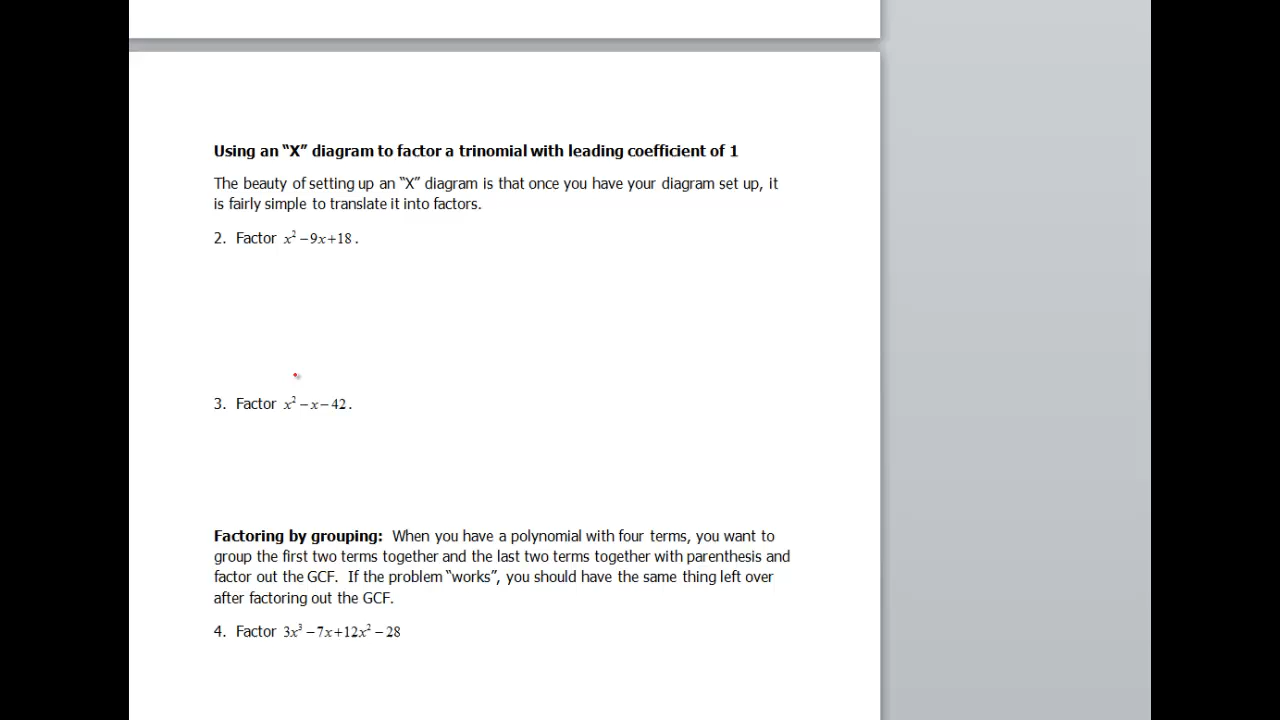 Using an “X” diagram to factor a trinomial with leading coefficient of 1
The beauty of setting up an “X” diagram is that once you have your diagram set up, it
is fairly simple to translate it into factors.
2. Factor x² − 9x + 18.
3. Factor x² − x − 42.
Factoring by grouping: When you have a polynomial with four terms, you want to
group the first two terms together and the last two terms together with parenthesis and
factor out the GCF. If the problem “works”, you should have the same thing left over
after factoring out the GCF.
4. Factor 3x³ − 7x + 12x² − 28